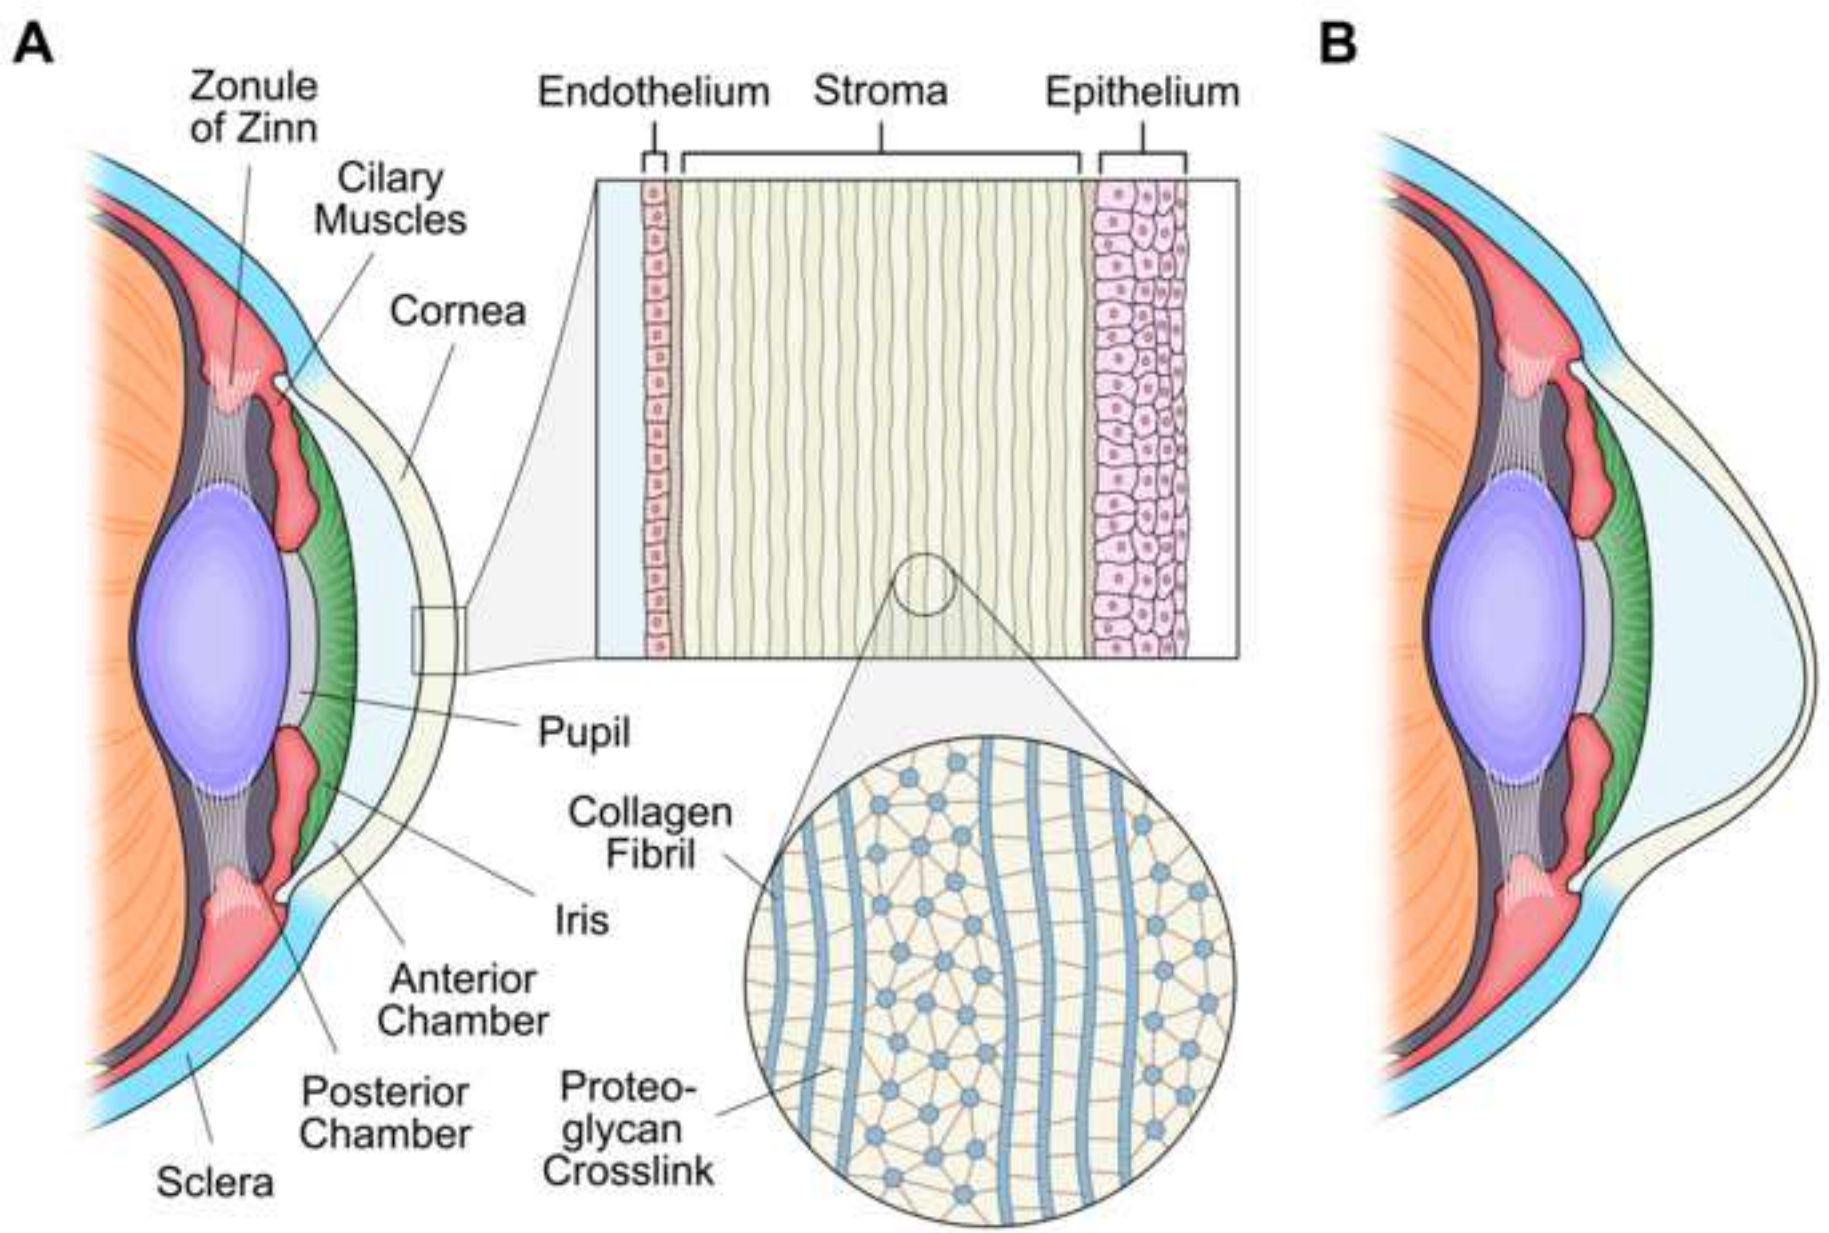 A
B
Zonule
of Zinn
Cilary
Muscles
Cornea
Endothelium
Stroma
Epithelium
Pupil
Collagen
Fibril
Iris
Anterior
Chamber
Posterior
Chamber
Proteo-
glycan
Crosslink
Sclera